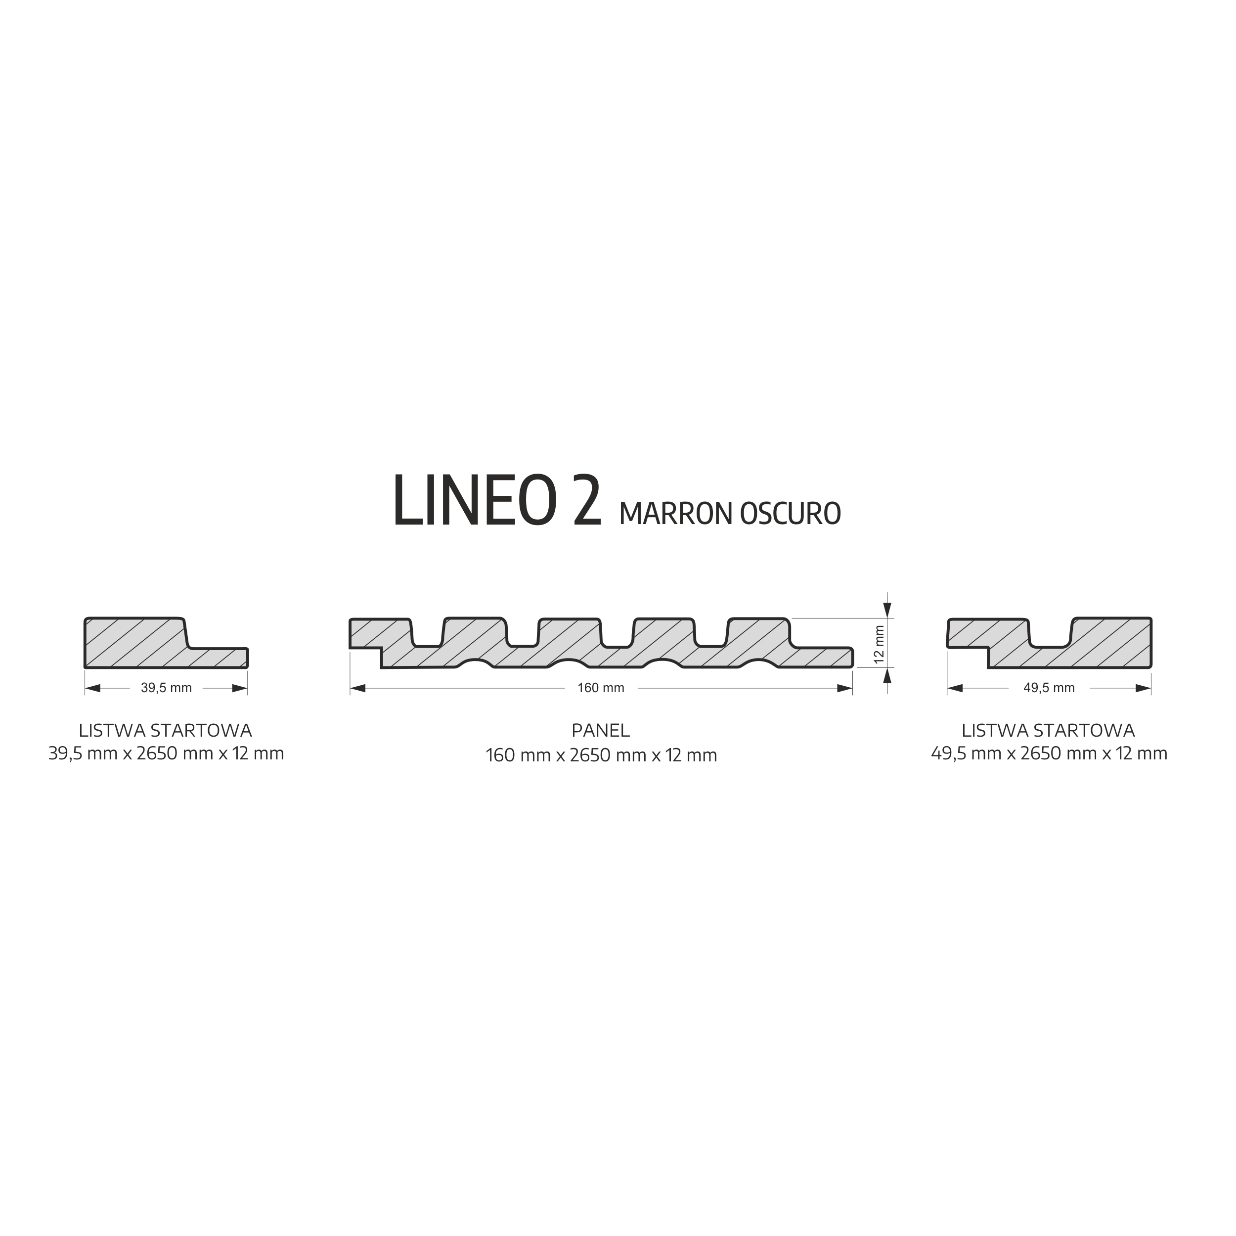 LINEO 2 MARRON OSCURO
12 mm
39,5 mm
160 mm
49,5 mm
LISTWA STARTOWA
39,5 mm x 2650 mm x 12 mm
PANEL
160 mm x 2650 mm x 12 mm
LISTWA STARTOWA
49,5 mm x 2650 mm x 12 mm